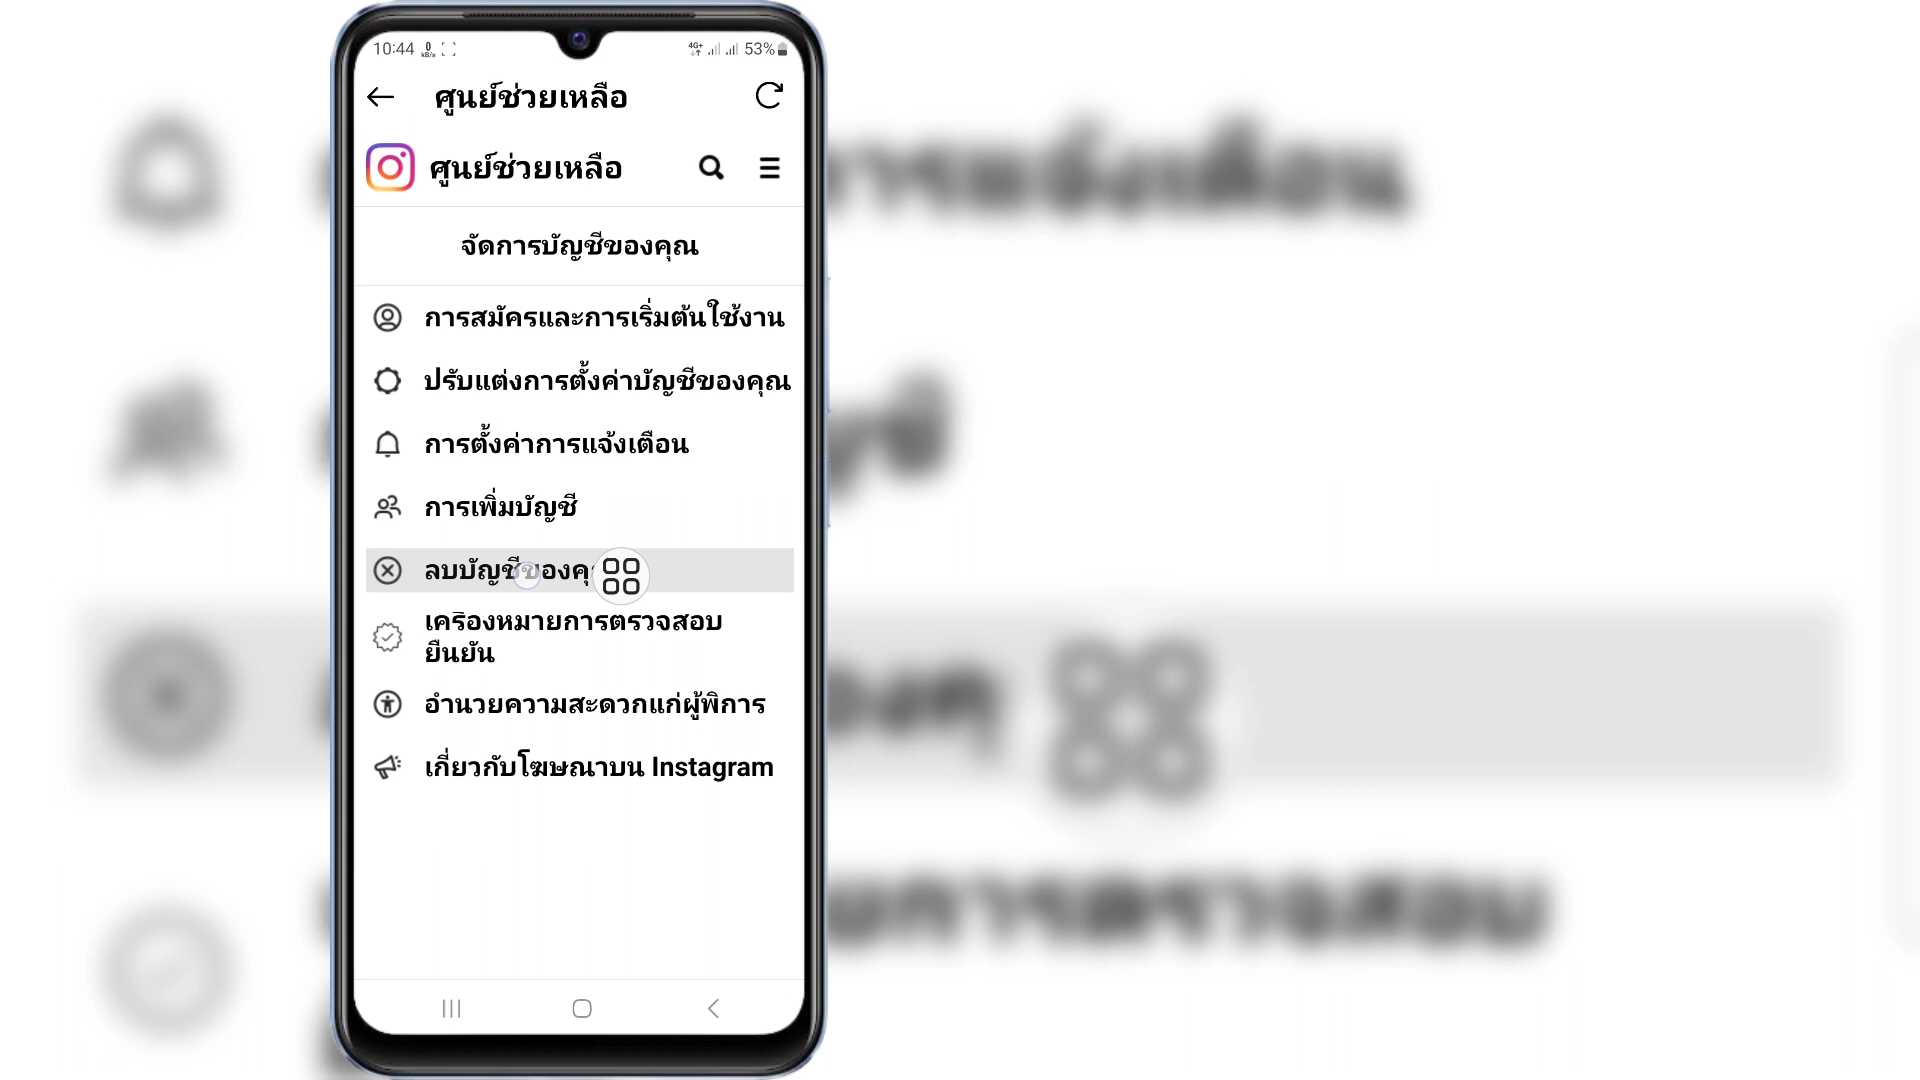 10:44 0 kB/s 4G+ 53%
ศูนย์ช่วยเหลือ
ศูนย์ช่วยเหลือ
จัดการบัญชีของคุณ
การสมัครและการเริ่มต้นใช้งาน
ปรับแต่งการตั้งค่าบัญชีของคุณ
การตั้งค่าการแจ้งเตือน
การเพิ่มบัญชี
ลบบัญชีของคุ
เครื่องหมายการตรวจสอบ
ยืนยัน
อำนวยความสะดวกแก่ผู้พิการ
เกี่ยวกับโฆษณาบน Instagram